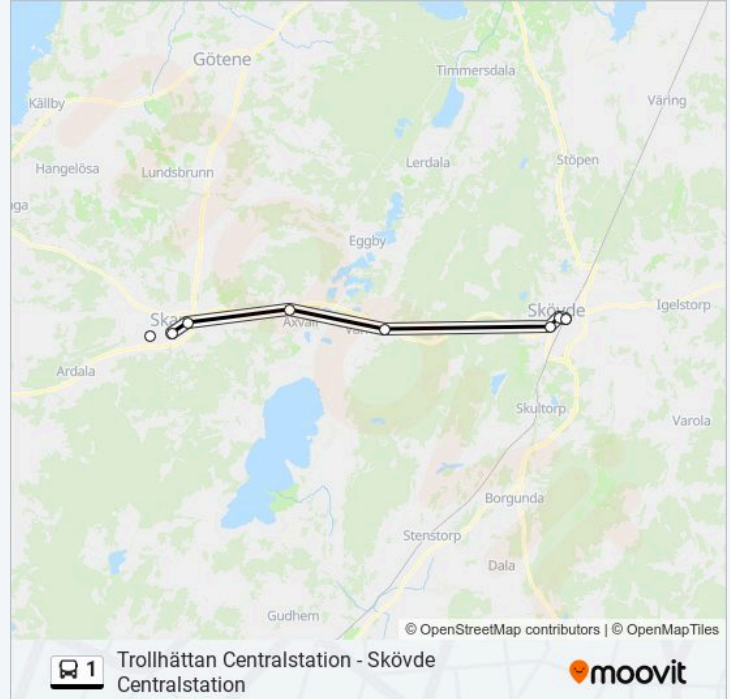 Götene
Timmersdala
Källby
Väring
Hangelösa
Lundsbrunn
Lerdala
Stöpen
Eggby
Skövde
Igelstorp
Axvall
Ardala
Skultorp
Varola
Borgunda
Stenstorp
Dala
Gudhem
© OpenStreetMap contributors | © OpenMapTiles
1
Trollhättan Centralstation - Skövde
Centralstation
moovit